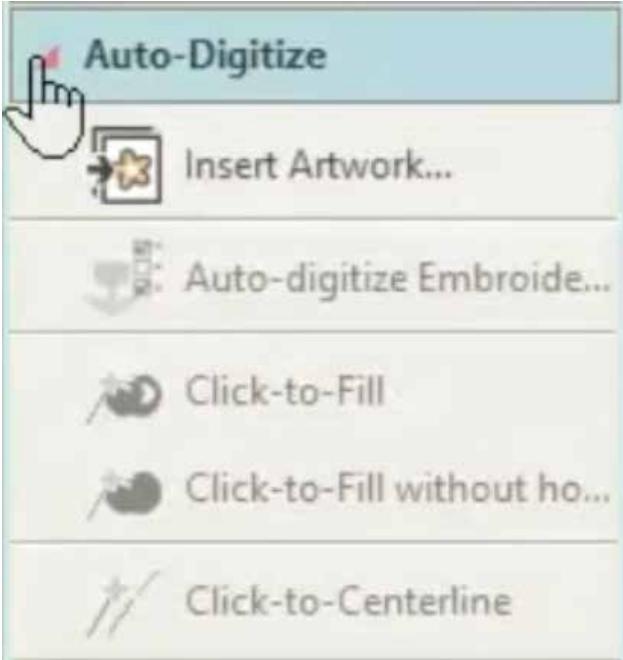 Auto-Digitize
Insert Artwork...
Auto-digitize Embroide...
Click-to-Fill
Click-to-Fill without ho...
Click-to-Centerline